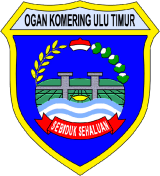 OGAN KOMERING ULU TIMUR
SEBIDUK SEHALUAN